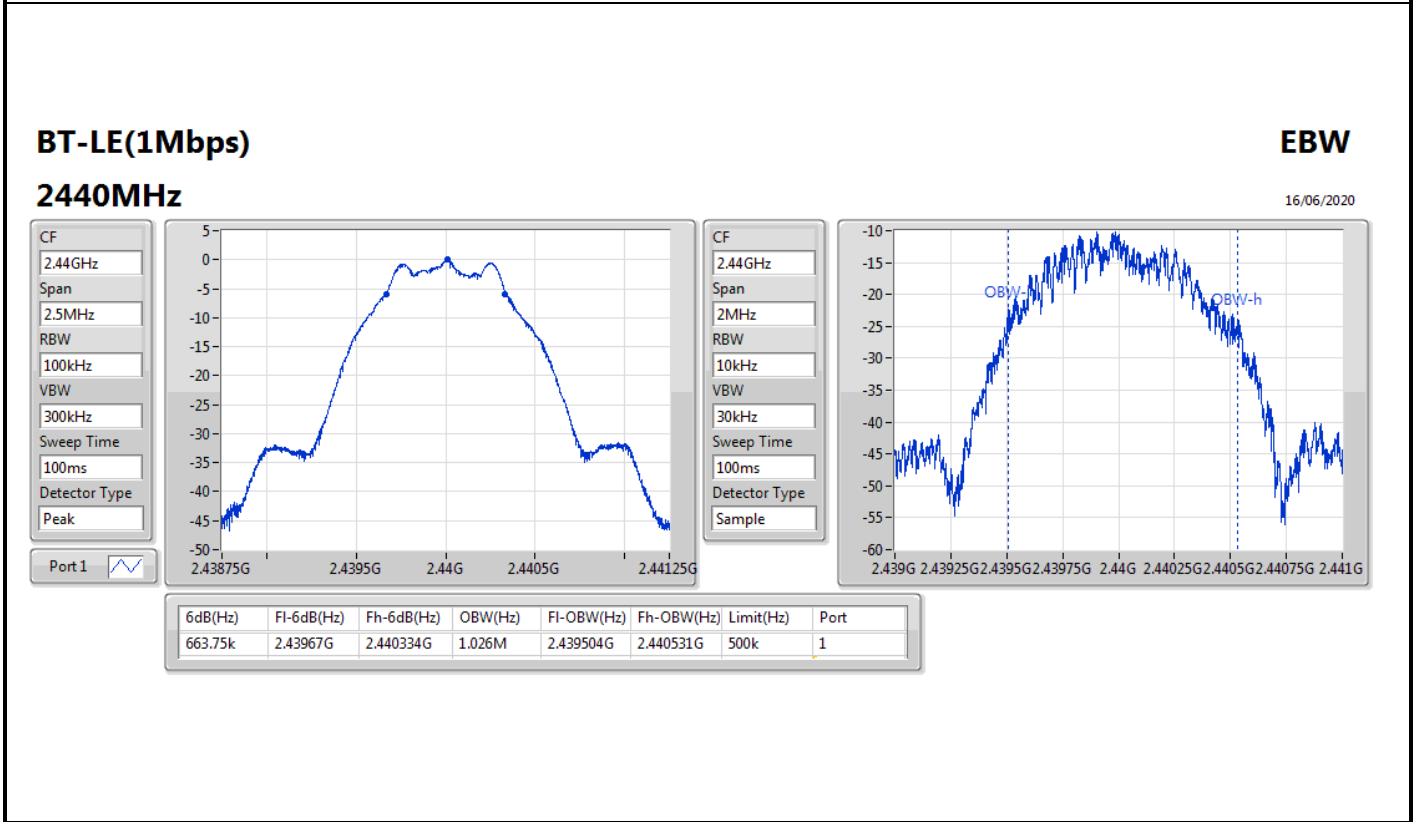 BT-LE(1Mbps)
EBW
2440MHz
16/06/2020
CF
2.44GHz
Span
2.5MHz
RBW
100kHz
VBW
300kHz
Sweep Time
100ms
Detector Type
Peak
Port 1
5
0
-5
-10
-15
-20
-25
-30
-35
-40
-45
-50
2.43875G 2.4395G 2.44G 2.4405G 2.44125G
CF
2.44GHz
Span
2MHz
RBW
10kHz
VBW
30kHz
Sweep Time
100ms
Detector Type
Sample
-10
-15
-20
-25
-30
-35
-40
-45
-50
-55
-60
OBW-
OBW-h
2.439G 2.43925G 2.4395G 2.43975G 2.44G 2.44025G 2.4405G 2.44075G 2.441G
6dB(Hz) Fl-6dB(Hz) Fh-6dB(Hz) OBW(Hz) Fl-OBW(Hz) Fh-OBW(Hz) Limit(Hz) Port
663.75k 2.43967G 2.440334G 1.026M 2.439504G 2.440531G 500k 1